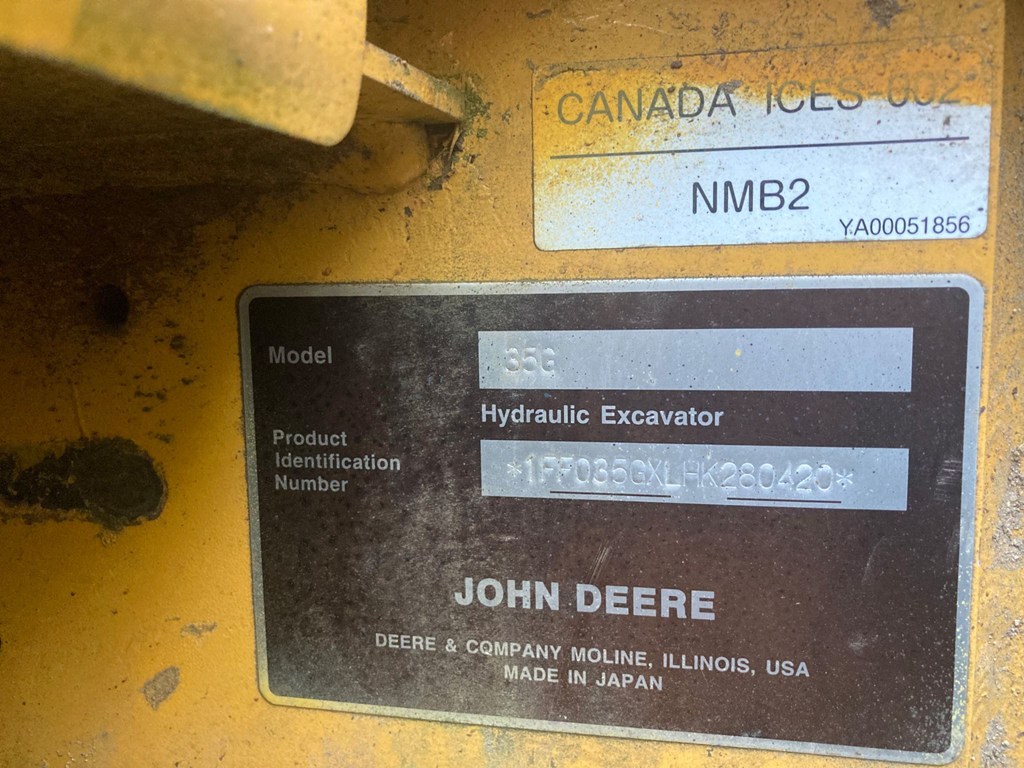 CANADA ICES-002
NMB2
YA00051856
Model 35G
Hydraulic Excavator
Product
Identification
Number
*1FF035GXLHK280420*
JOHN DEERE
DEERE & COMPANY MOLINE, ILLINOIS, USA
MADE IN JAPAN